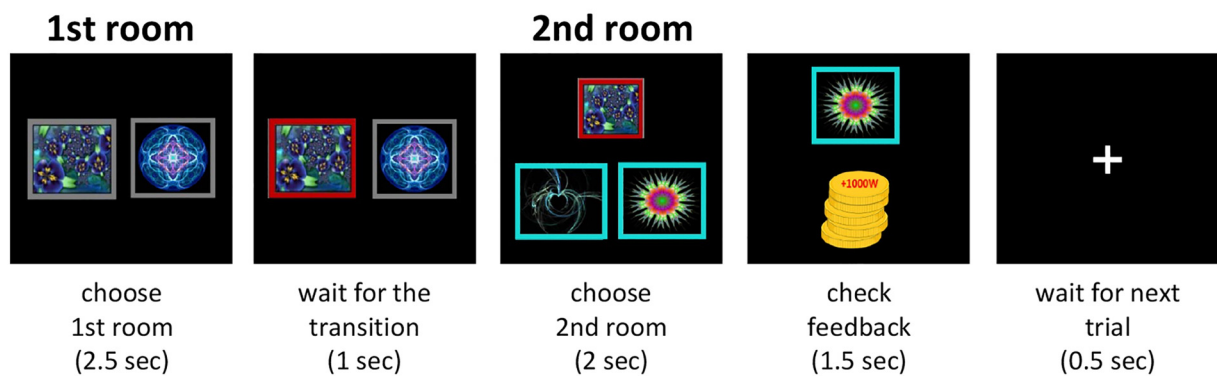 1st room
2nd room
+1000W
choose
1st room
(2.5 sec)
wait for the
transition
(1 sec)
choose
2nd room
(2 sec)
check
feedback
(1.5 sec)
wait for next
trial
(0.5 sec)